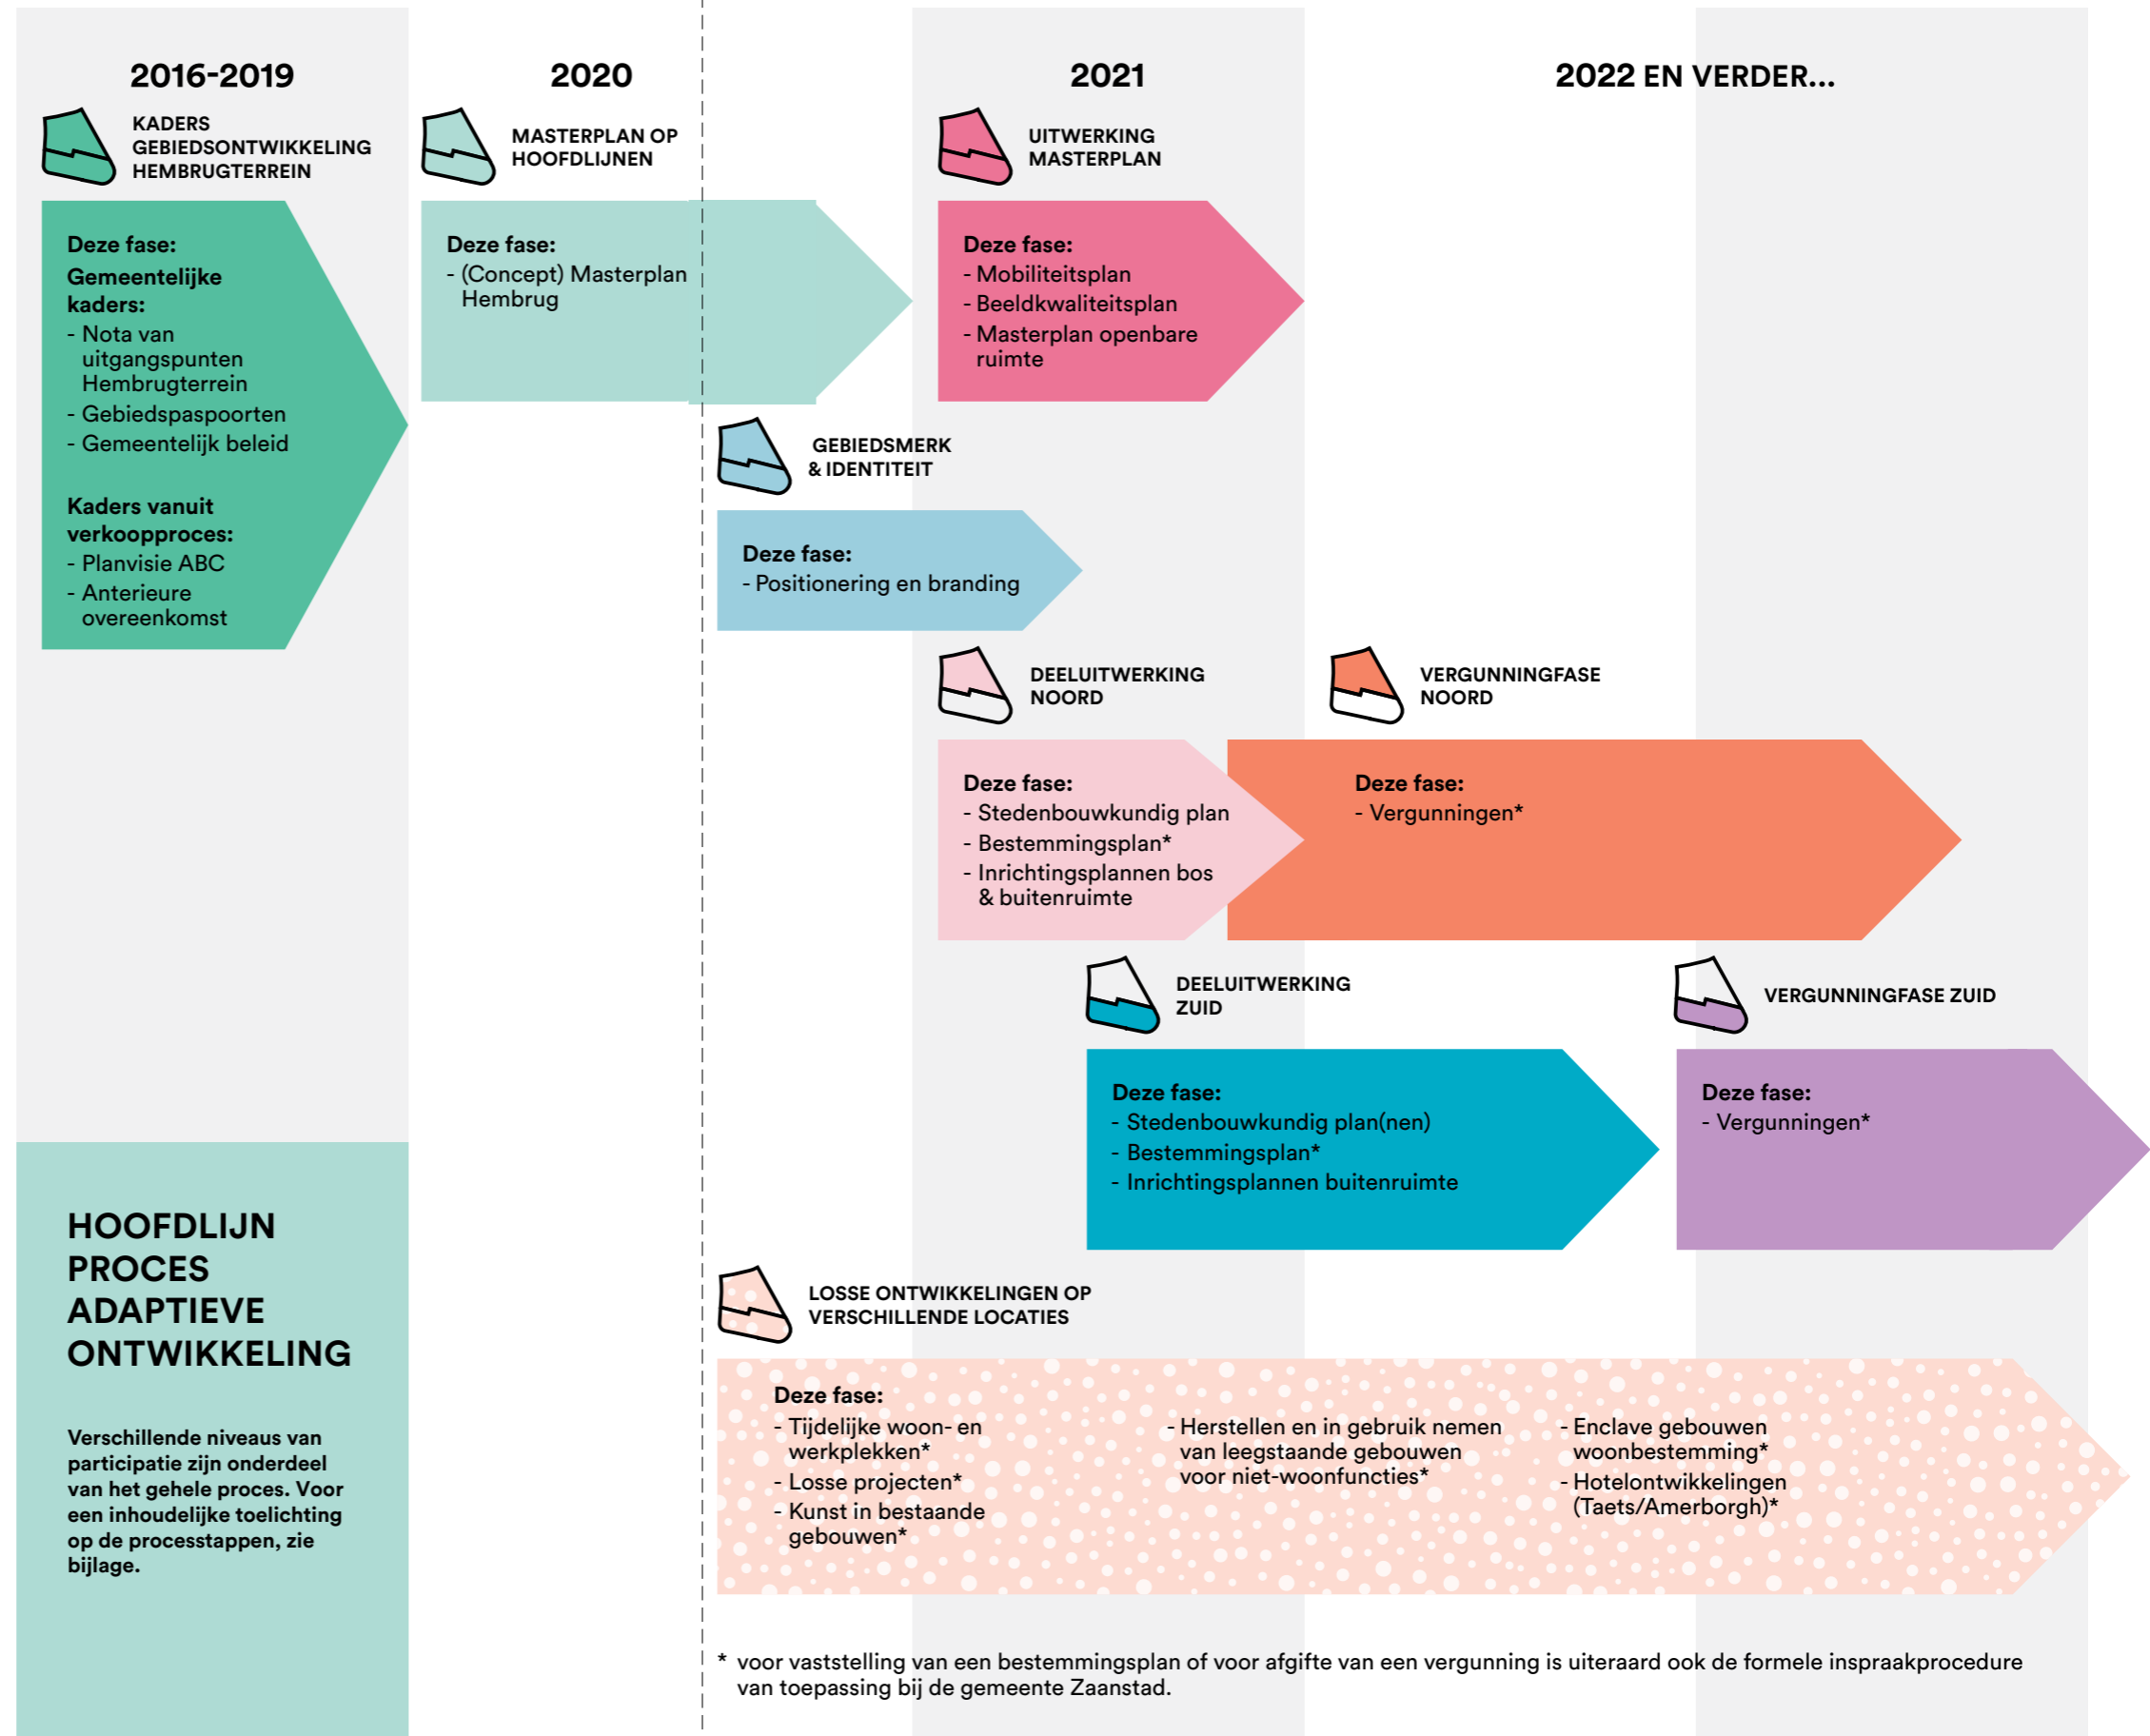 2016-2019
KADERS
GEBIEDSONTWIKKELING
HEMBRUGTERREIN
Deze fase:
Gemeentelijke
kaders:
- Nota van
uitgangspunten
Hembrugterrein
- Gebiedspaspoorten
- Gemeentelijk beleid
Kaders vanuit
verkoopproces:
- Planvisie ABC
- Anterieure
overeenkomst
2020
MASTERPLAN OP
HOOFDLIJNEN
Deze fase:
- (Concept) Masterplan
Hembrug
2021
UITWERKING
MASTERPLAN
Deze fase:
- Mobiliteitsplan
- Beeldkwaliteitsplan
- Masterplan openbare
ruimte
2022 EN VERDER...
GEBIEDSMERK
& IDENTITEIT
Deze fase:
- Positionering en branding
DEELUITWERKING
NOORD
Deze fase:
- Stedenbouwkundig plan
- Bestemmingsplan*
- Inrichtingsplannen bos
& buitenruimte
VERGUNNINGFASE
NOORD
Deze fase:
- Vergunningen*
DEELUITWERKING
ZUID
Deze fase:
- Stedenbouwkundig plan(nen)
- Bestemmingsplan*
- Inrichtingsplannen buitenruimte
VERGUNNINGFASE ZUID
Deze fase:
- Vergunningen*
LOSSE ONTWIKKELINGEN OP
VERSCHILLENDE LOCATIES
Deze fase:
- Tijdelijke woon- en
werkplekken*
- Losse projecten*
- Kunst in bestaande
gebouwen*
- Herstellen en in gebruik nemen
van leegstaande gebouwen
voor niet-woonfuncties*
- Enclave gebouwen
woonbestemming*
- Hotelontwikkelingen
(Taets/Amerborgh)*
HOOFDLIJN
PROCES
ADAPTIEVE
ONTWIKKELING
Verschillende niveaus van
participatie zijn onderdeel
van het gehele proces. Voor
een inhoudelijke toelichting
op de processtappen, zie
bijlage.
* voor vaststelling van een bestemmingsplan of voor afgifte van een vergunning is uiteraard ook de formele inspraakprocedure
van toepassing bij de gemeente Zaanstad.